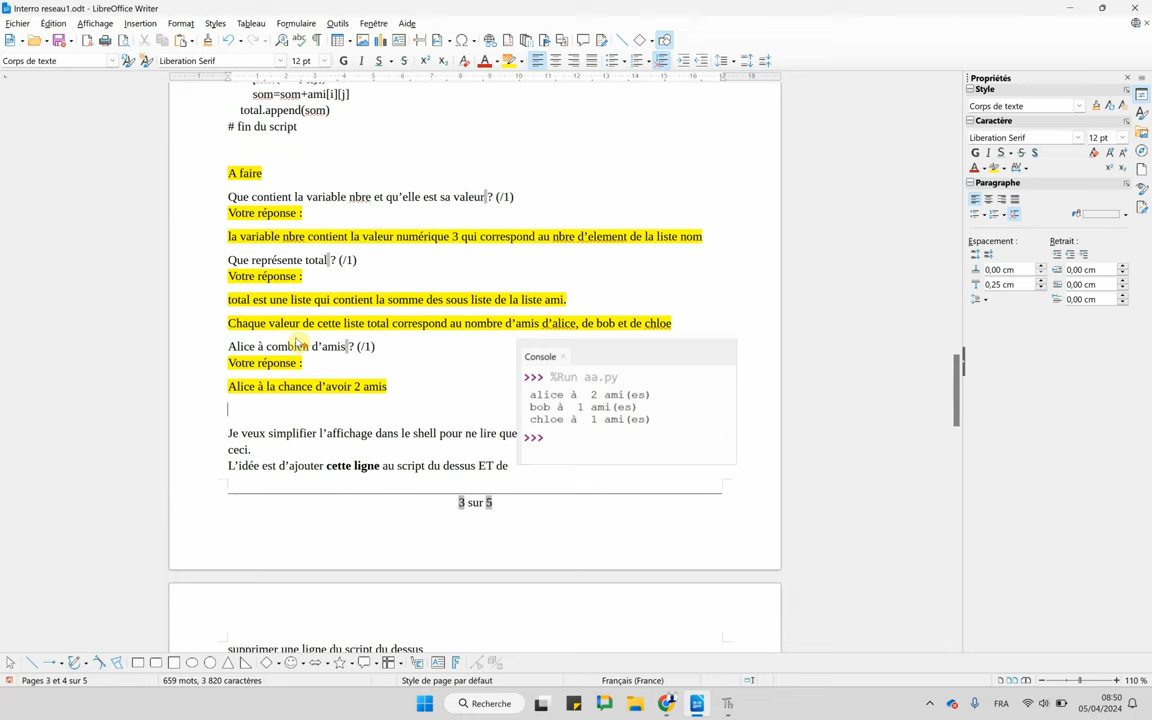 Interro reseau1.odt - LibreOffice Writer
Fichier Édition Affichage Insertion Format Styles Tableau Formulaire Outils Fenêtre Aide
Corps de texte Liberation Serif 12 pt
som=som+ami[i][j]
total.append(som)
# fin du script
A faire
Que contient la variable nbre et qu'elle est sa valeur ? (/1)
Votre réponse :
la variable nbre contient la valeur numérique 3 qui correspond au nbre d'element de la liste nom
Que représente total ? (/1)
Votre réponse :
total est une liste qui contient la somme des sous liste de la liste ami.
Chaque valeur de cette liste total correspond au nombre d'amis d'alice, de bob et de chloe
Alice à combien d'amis ? (/1)
Votre réponse :
Alice à la chance d'avoir 2 amis
Console
>>> %Run aa.py
alice à 2 ami(es)
bob à 1 ami(es)
chloe à 1 ami(es)
>>>
Je veux simplifier l'affichage dans le shell pour ne lire que
ceci.
L'idée est d'ajouter cette ligne au script du dessus ET de
3 sur 5
supprimer une ligne du script du dessus
Propriétés
Style
Corps de texte
Caractère
Liberation Serif 12 pt
Paragraphe
Espacement : Retrait :
0,00 cm 0,00 cm
0,25 cm 0,00 cm
0,00 cm
Pages 3 et 4 sur 5 659 mots, 3 820 caractères Style de page par défaut Français (France) 110 %
Recherche
FRA
08:50
05/04/2024